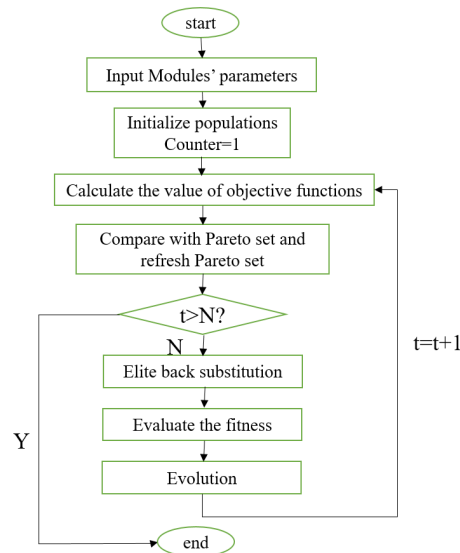 start
Input Modules’ parameters
Initialize populations
Counter=1
Calculate the value of objective functions
Compare with Pareto set and
refresh Pareto set
t>N?
N
t=t+1
Elite back substitution
Evaluate the fitness
Y
Evolution
end